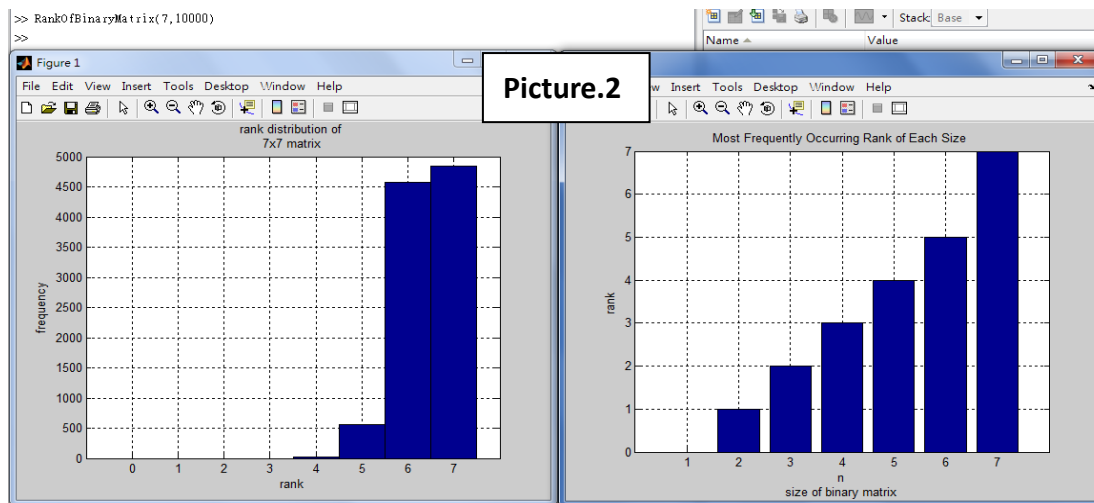 >> RankOfBinaryMatrix(7,10000)
>>
Stack: Base
Name
Value
Figure 1
File Edit View Insert Tools Desktop Window Help
rank distribution of
7x7 matrix
5000
4500
4000
3500
3000
2500
2000
1500
1000
500
0
frequency
0 1 2 3 4 5 6 7
rank
Picture.2
Insert Tools Desktop Window Help
Most Frequently Occurring Rank of Each Size
7
6
5
4
3
2
1
0
rank
1 2 3 4 5 6 7
n
size of binary matrix